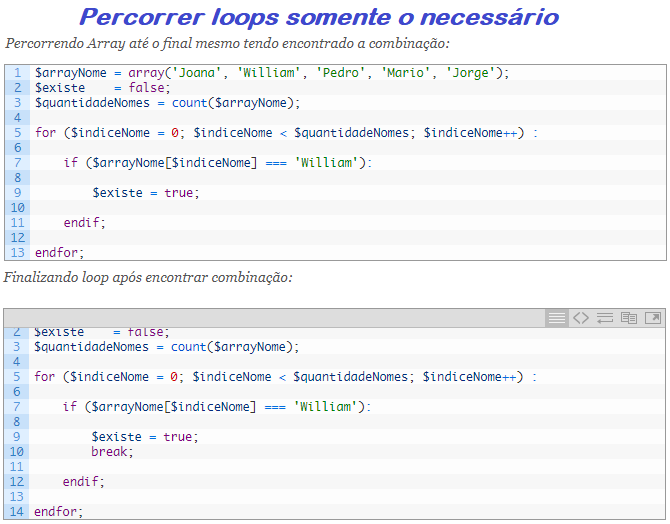 Percorrer loops somente o necessário
Percorrendo Array até o final mesmo tendo encontrado a combinação:
1 $arrayNome = array('Joana', 'William', 'Pedro', 'Mario', 'Jorge');
2 $existe    = false;
3 $quantidadeNomes = count($arrayNome);
4
5 for ($indiceNome = 0; $indiceNome < $quantidadeNomes; $indiceNome++) :
6
7     if ($arrayNome[$indiceNome] === 'William'):
8
9         $existe = true;
10
11     endif;
12
13 endfor;
Finalizando loop após encontrar combinação:
2 $existe    = false;
3 $quantidadeNomes = count($arrayNome);
4
5 for ($indiceNome = 0; $indiceNome < $quantidadeNomes; $indiceNome++) :
6
7     if ($arrayNome[$indiceNome] === 'William'):
8
9         $existe = true;
10         break;
11
12     endif;
13
14 endfor;